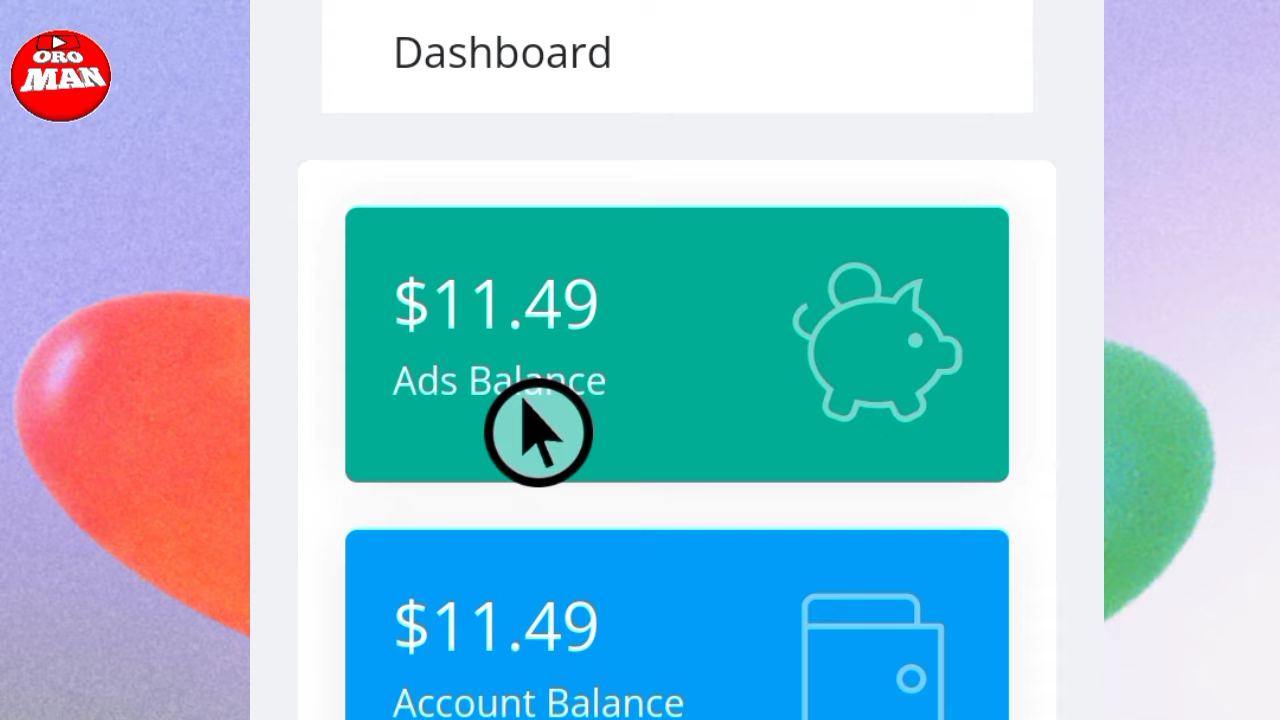 ORO
MAN
Dashboard
$11.49
Ads Balance
$11.49
Account Balance